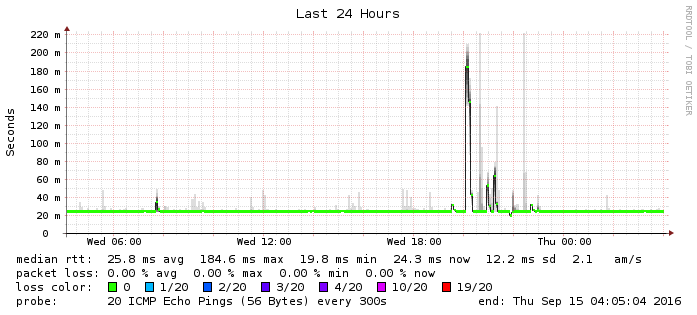 Last 24 Hours
RRDTOOL / TOBI OETIKER
Seconds
220 m
200 m
180 m
160 m
140 m
120 m
100 m
80 m
60 m
40 m
20 m
0
Wed 06:00 Wed 12:00 Wed 18:00 Thu 00:00
median rtt: 25.8 ms avg 184.6 ms max 19.8 ms min 24.3 ms now 12.2 ms sd 2.1 am/s
packet loss: 0.00 % avg 0.00 % max 0.00 % min 0.00 % now
loss color: 0 1/20 2/20 3/20 4/20 10/20 19/20
probe: 20 ICMP Echo Pings (56 Bytes) every 300s end: Thu Sep 15 04:05:04 2016